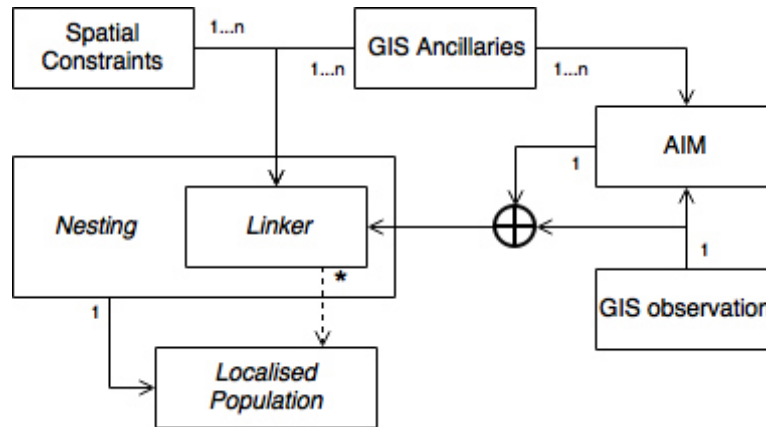 Spatial
Constraints
1...n
1...n
GIS Ancillaries
1...n
AIM
1
Nesting
Linker
*
1
GIS observation
1
Localised
Population